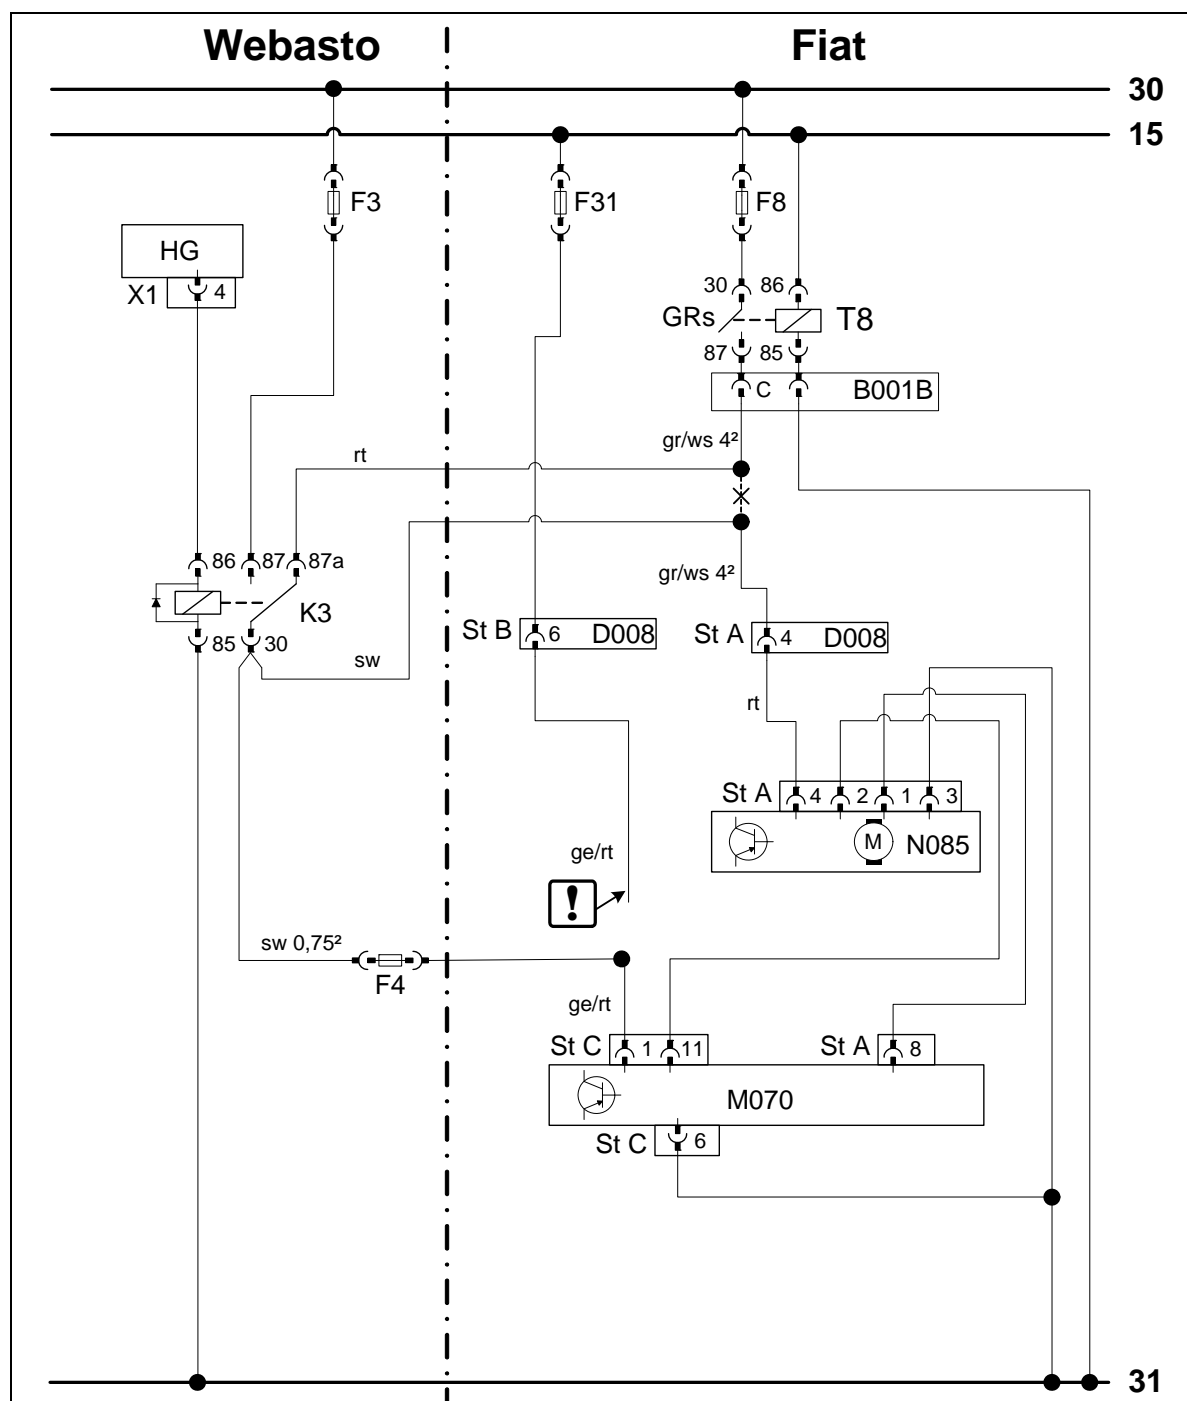 Webasto Fiat
30
15
F3 F31 F8
HG
X1 4
30 86
GRs T8
87 85
C B001B
gr/ws 4²
rt
gr/ws 4²
86 87 87a
K3
85 30
sw
St B 6 D008 St A 4 D008
rt
St A 4 2 1 3
M N085
ge/rt
!
sw 0,75²
F4
ge/rt
St C 1 11 St A 8
M070
St C 6
31